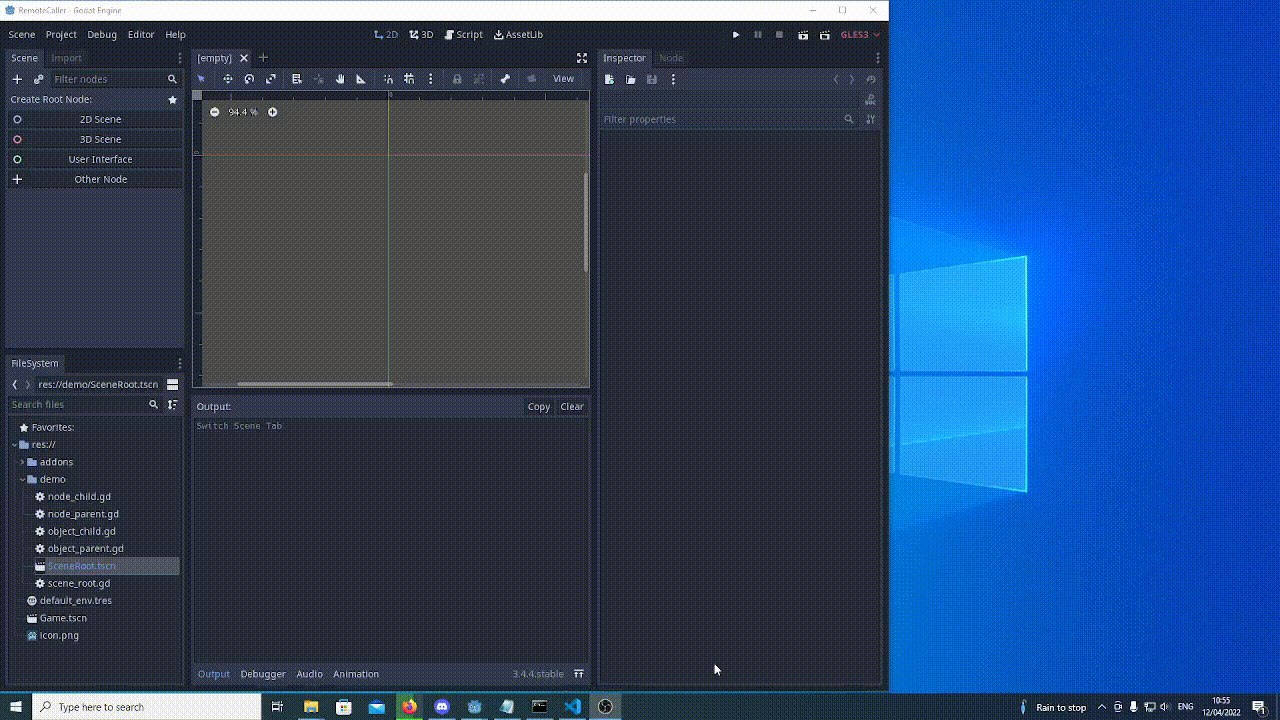 RemoteCaller - Godot Engine
Scene Project Debug Editor Help 2D 3D Script AssetLib GLES3
Scene Import [empty] Inspector Node
Filter nodes View
Create Root Node:
94.4 %
2D Scene Filter properties
3D Scene
User Interface
Other Node
FileSystem
res://demo/SceneRoot.tscn
Search files Output: Copy Clear
Switch Scene Tab
Favorites:
res://
addons
demo
node_child.gd
node_parent.gd
object_child.gd
object_parent.gd
SceneRoot.tscn
scene_root.gd
default_env.tres
Game.tscn
icon.png
Output Debugger Audio Animation 3.4.4.stable
Type here to search Rain to stop ENG 10:55
12/04/2022